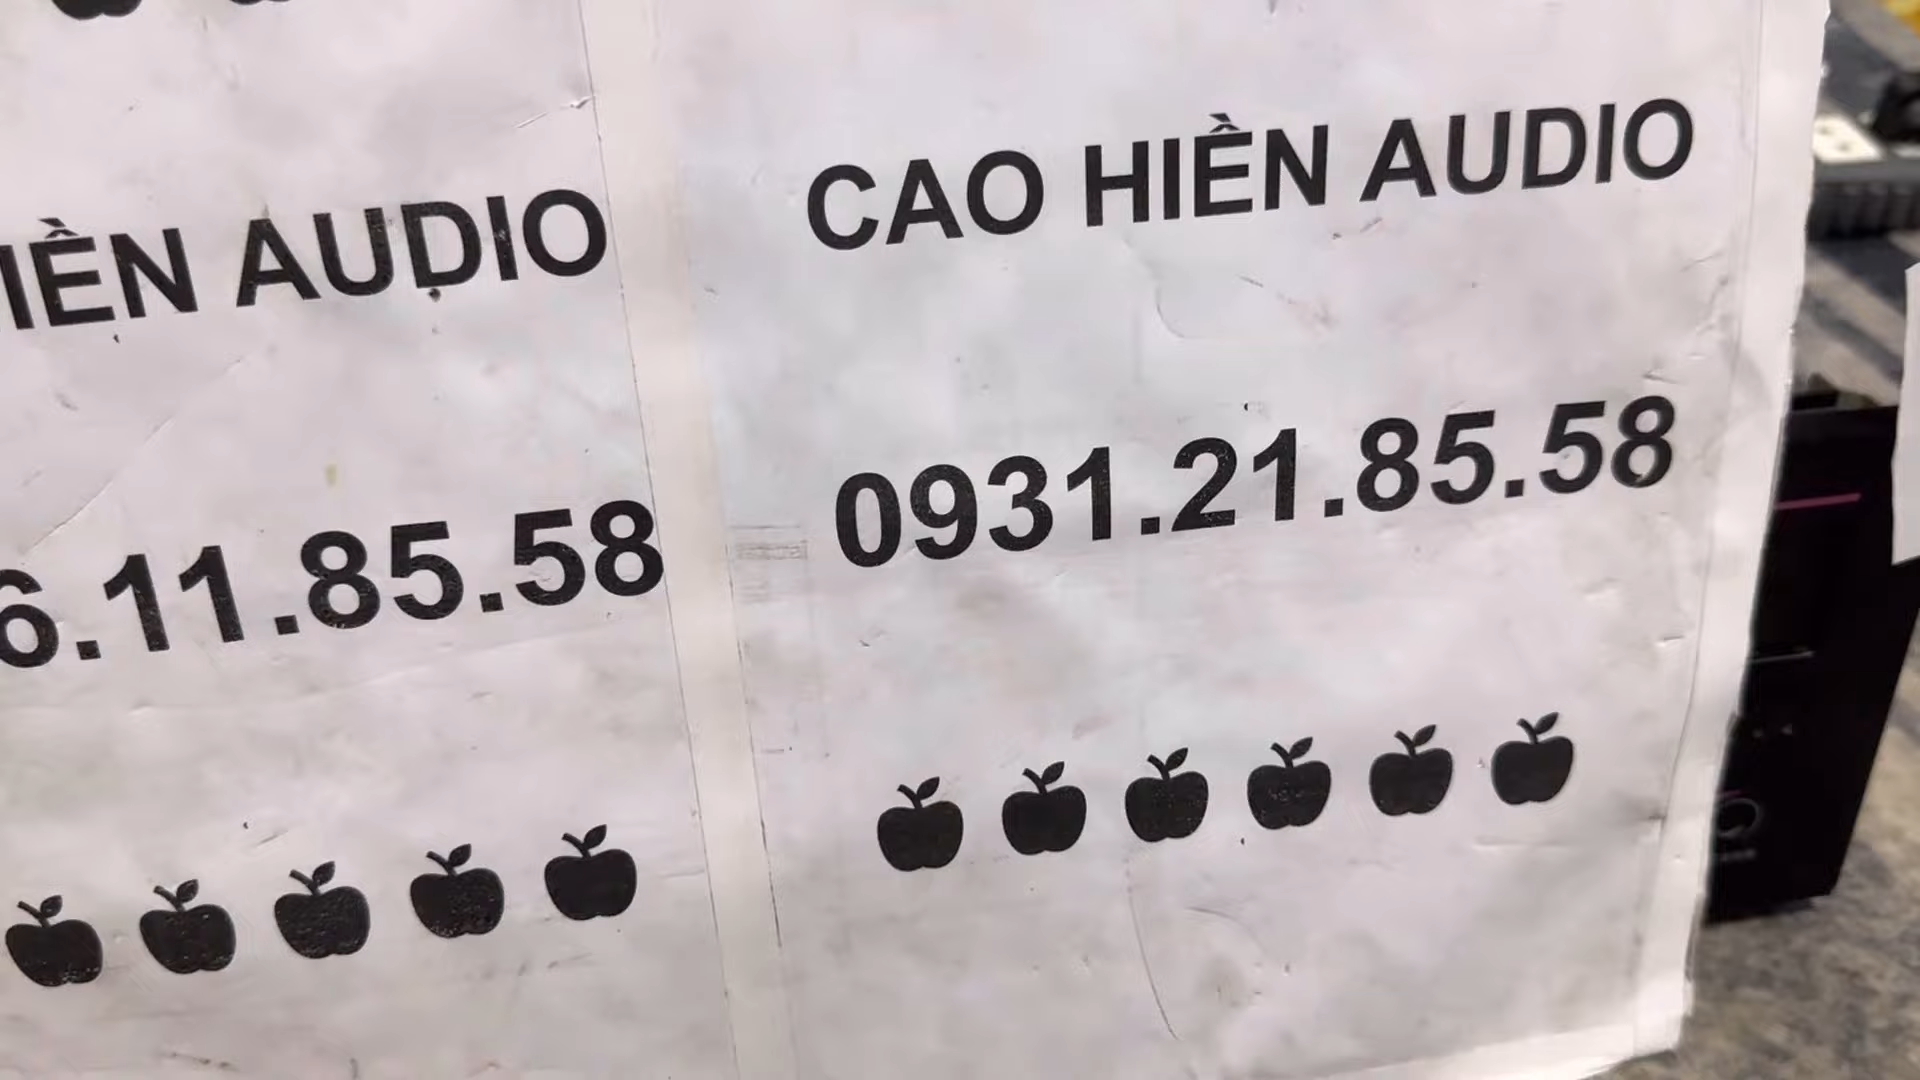 IỀN AUDIO
6.11.85.58
CAO HIỀN AUDIO
0931.21.85.58